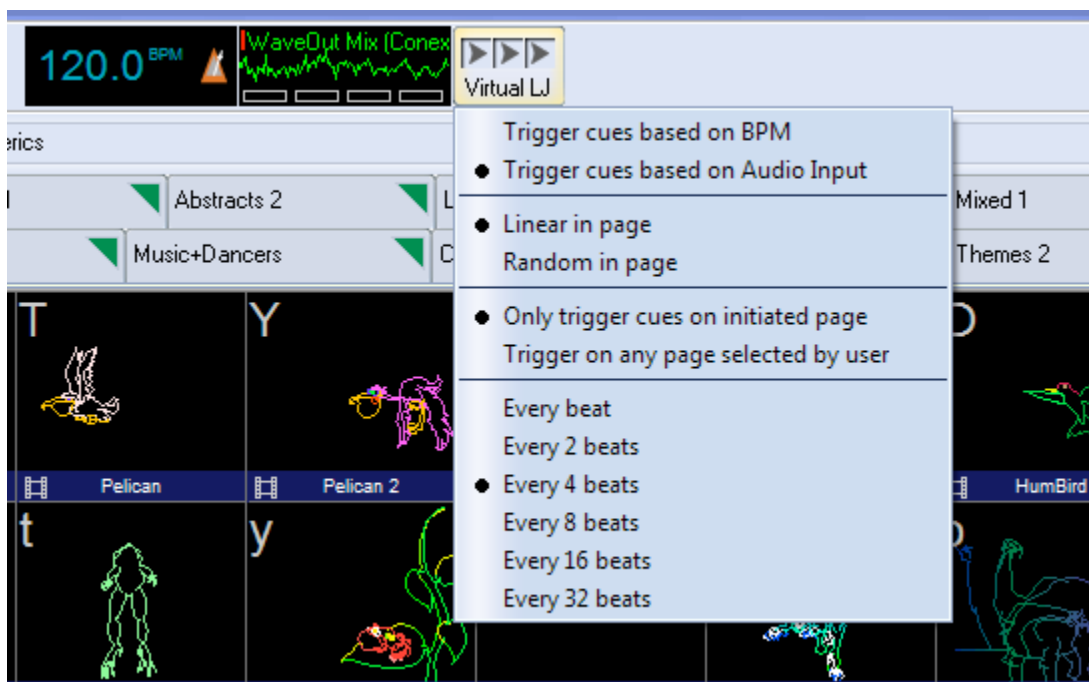 120.0 BPM
WaveOut Mix (Conex
Virtual LJ
Trigger cues based on BPM
Trigger cues based on Audio Input
Linear in page
Random in page
Only trigger cues on initiated page
Trigger on any page selected by user
Every beat
Every 2 beats
Every 4 beats
Every 8 beats
Every 16 beats
Every 32 beats
erics
Abstracts 2
L
Mixed 1
Music+Dancers
C
Themes 2
T
Y
Pelican
Pelican 2
HumBird
t
y